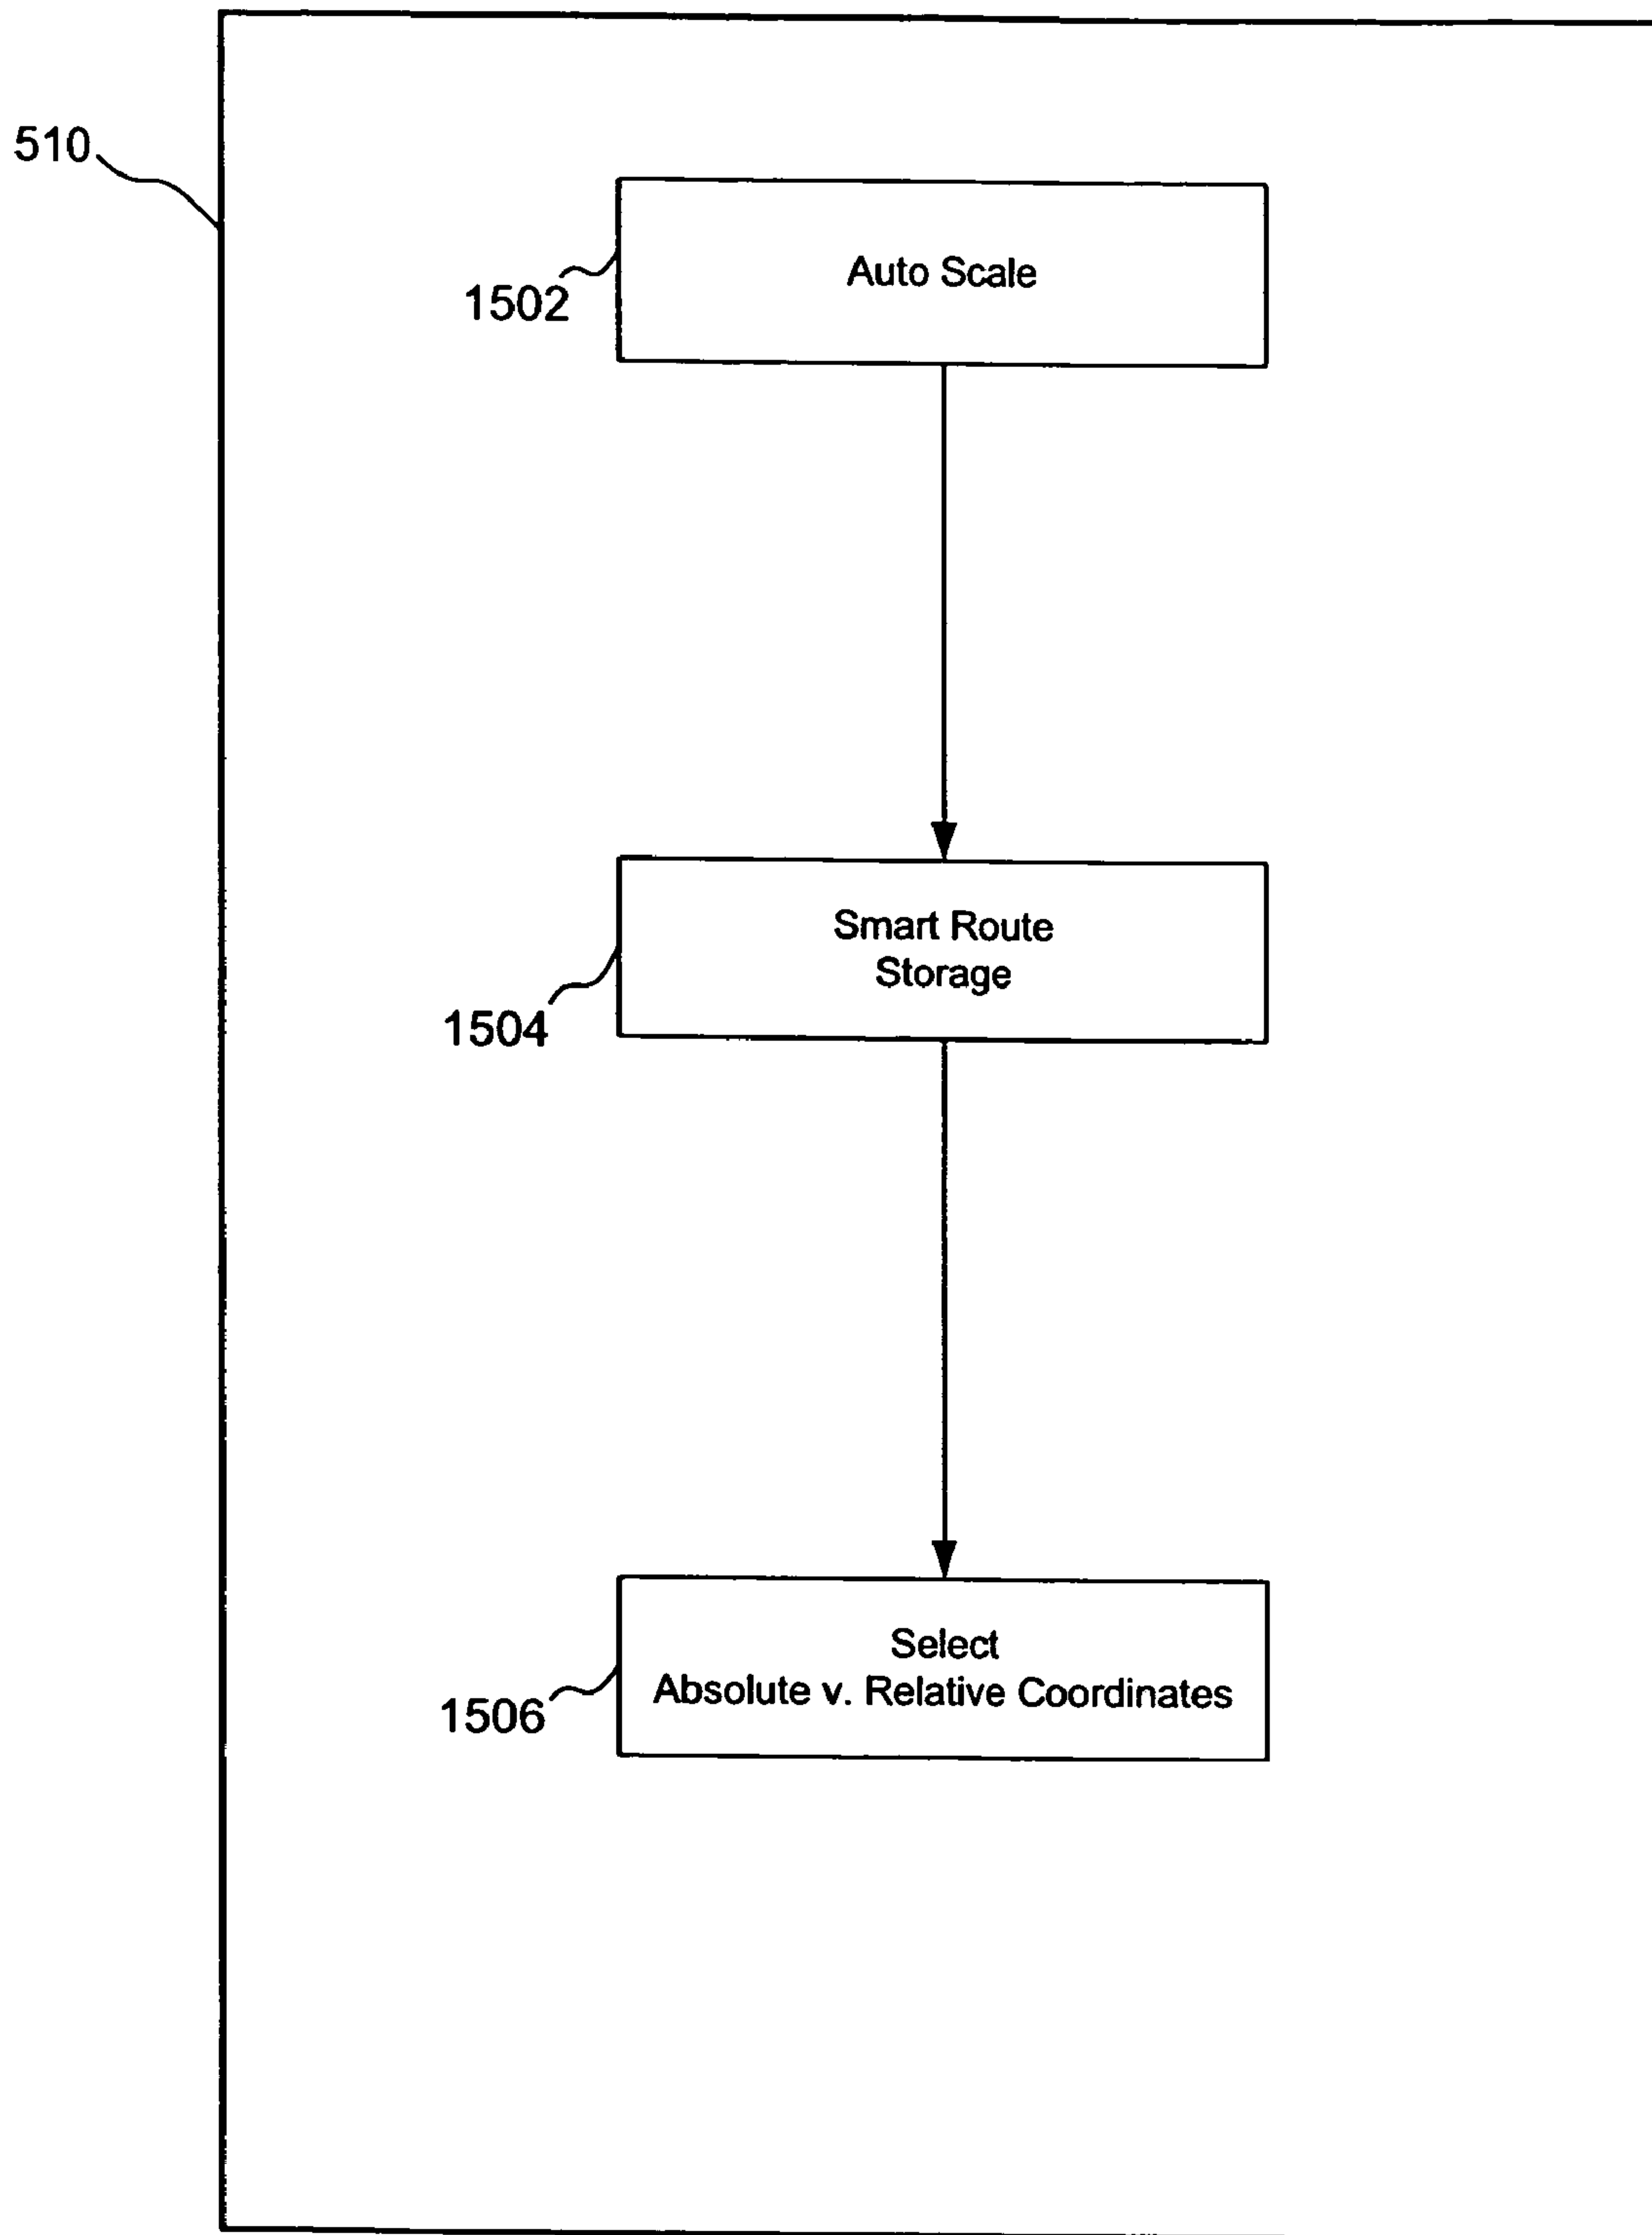 510
Auto Scale
1502
Smart Route
Storage
1504
Select
Absolute v. Relative Coordinates
1506